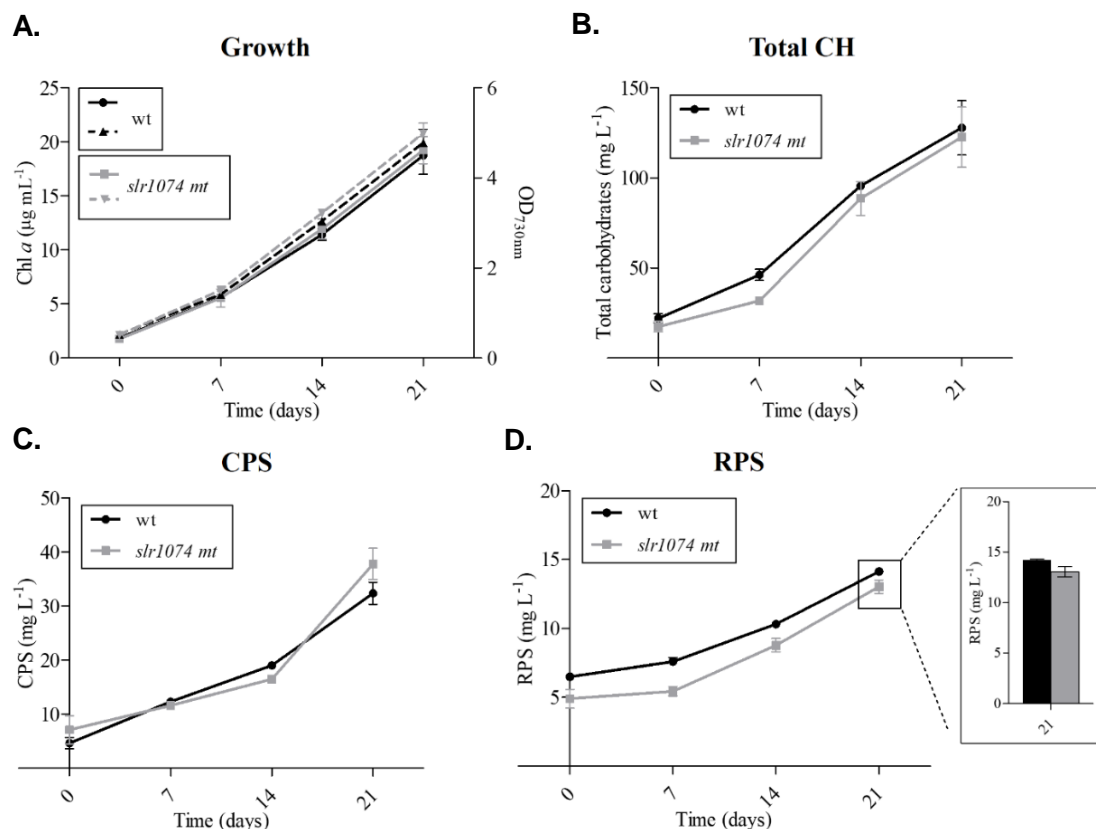 A.
Growth
25
20
15
10
5
0
Chl a (µg mL-1)
6
4
2
0
OD730nm
wt
slr1074 mt
0 7 14 21
Time (days)
B.
Total CH
150
100
50
Total carbohydrates (mg L-1)
wt
slr1074 mt
0 7 14 21
Time (days)
C.
CPS
50
40
30
20
10
CPS (mg L-1)
wt
slr1074 mt
0 7 14 21
Time (days)
D.
RPS
20
15
10
5
RPS (mg L-1)
wt
slr1074 mt
0 7 14 21
Time (days)
20
15
10
5
0
RPS (mg L-1)
21